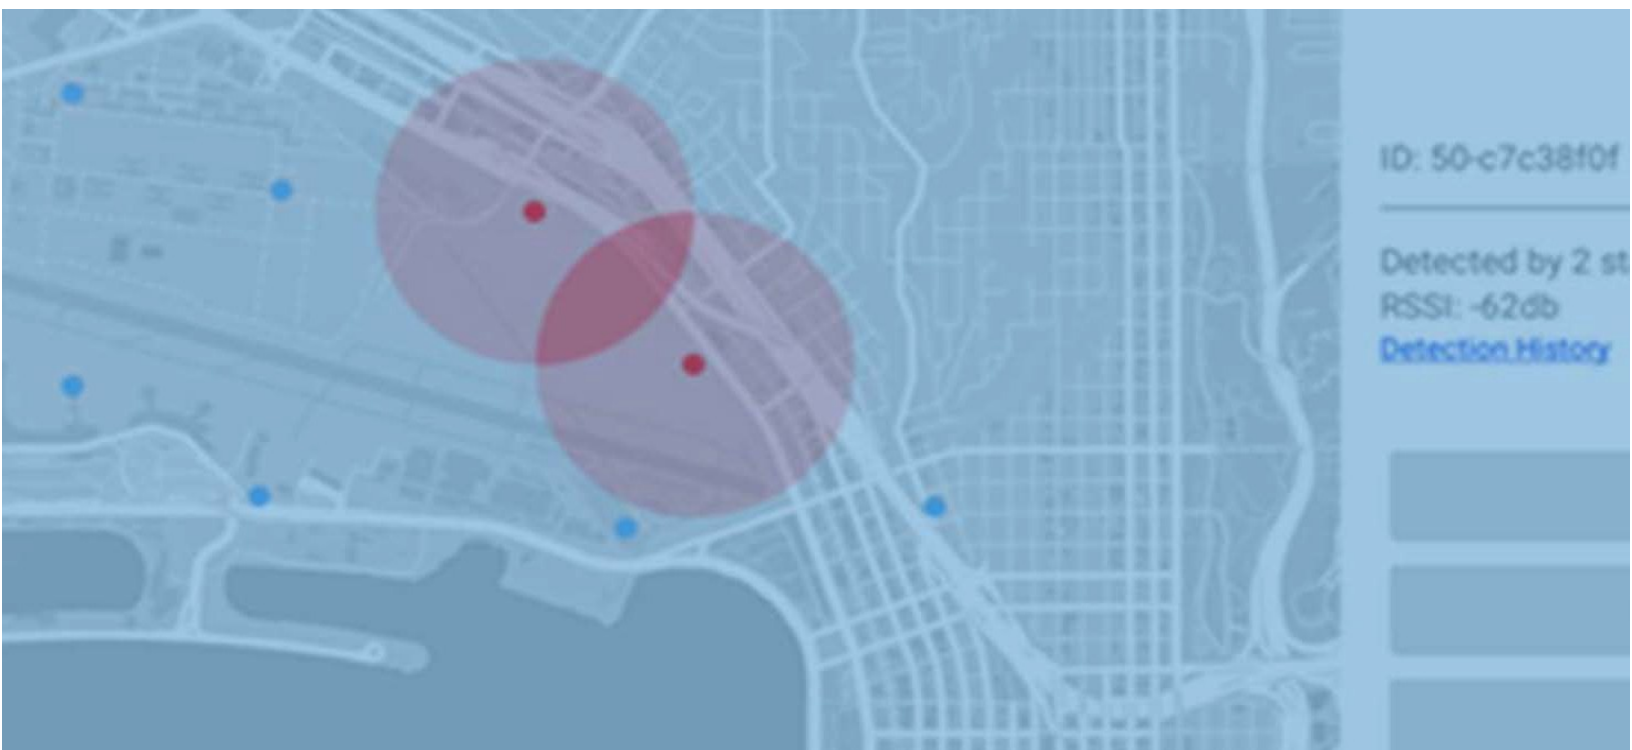 ID: 50-c7c38f0f
Detected by 2
RSSI: -62db
Detection History